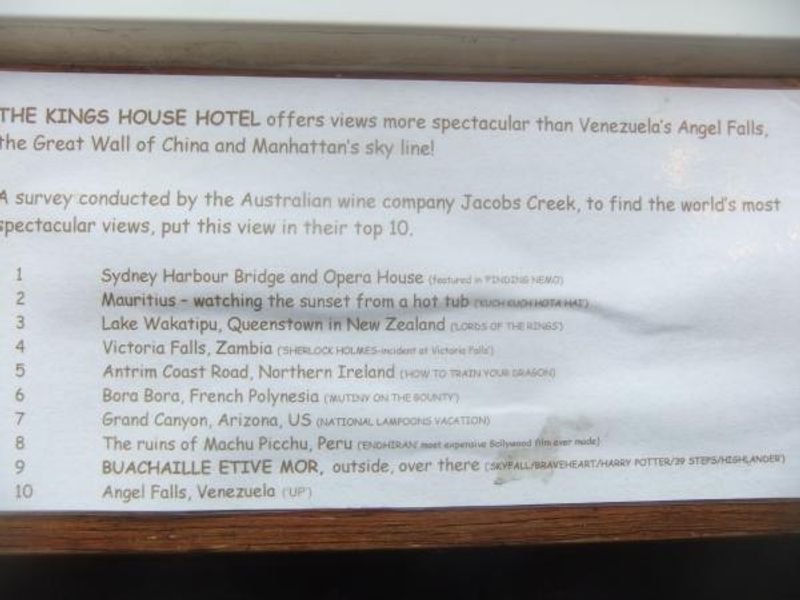 THE KINGS HOUSE HOTEL offers views more spectacular than Venezuela's Angel Falls,
the Great Wall of China and Manhattan's sky line!
A survey conducted by the Australian wine company Jacobs Creek, to find the world's most
spectacular views, put this view in their top 10.
1 Sydney Harbour Bridge and Opera House (featured in 'FINDING NEMO)
2 Mauritius - watching the sunset from a hot tub ('KUCH KUCH HOTA HAI')
3 Lake Wakatipu, Queenstown in New Zealand ('LORDS OF THE RINGS')
4 Victoria Falls, Zambia ('SHERLOCK HOLMES-incident at Victoria Falls')
5 Antrim Coast Road, Northern Ireland ('HOW TO TRAIN YOUR DRAGON)
6 Bora Bora, French Polynesia ('MUTINY ON THE BOUNTY')
7 Grand Canyon, Arizona, US (NATIONAL LAMPOONS VACATION)
8 The ruins of Machu Picchu, Peru ('ENDHIRAN' most expensive Bollywood film ever made)
9 BUACHAILLE ETIVE MOR, outside, over there ('SKYFALL/BRAVEHEART/HARRY POTTER/39 STEPS/HIGHLANDER')
10 Angel Falls, Venezuela ('UP')